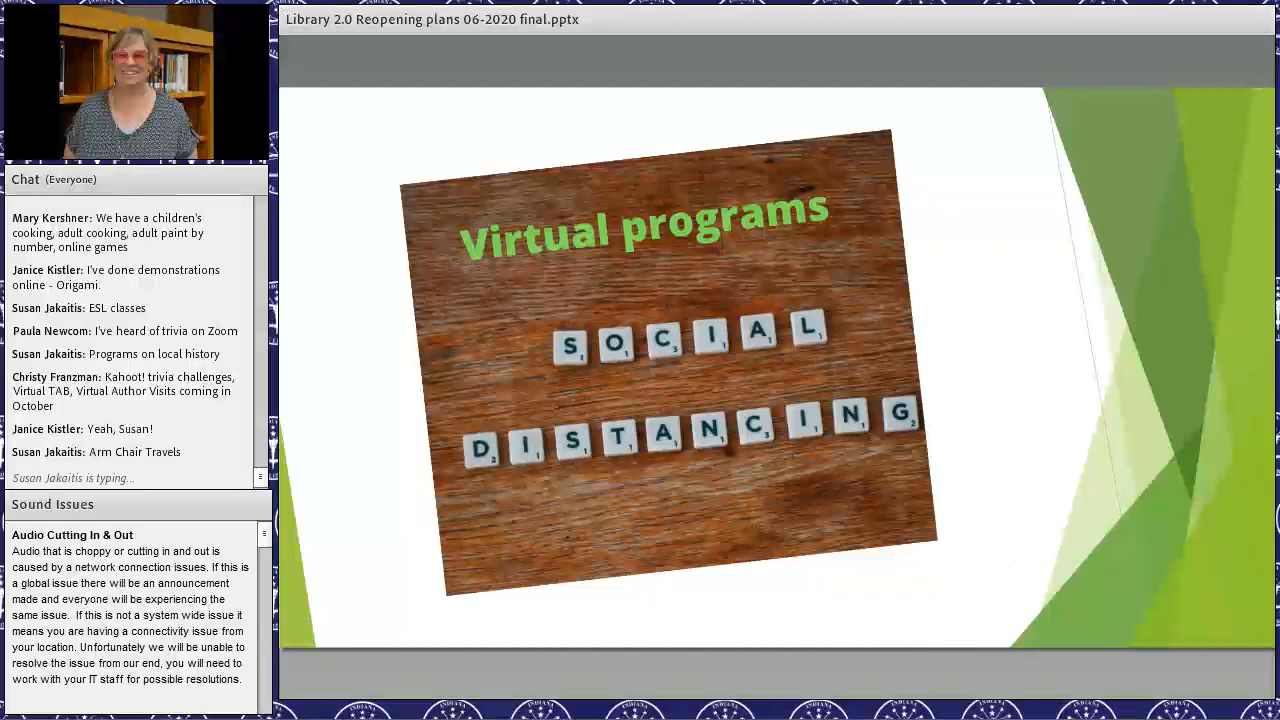 Library 2.0 Reopening plans 06-2020 final.pptx
Chat (Everyone)
Mary Kershner: We have a children's
cooking, adult cooking, adult paint by
number, online games
Janice Kistler: I've done demonstrations
online - Origami.
Susan Jakaitis: ESL classes
Paula Newcom: I've heard of trivia on Zoom
Susan Jakaitis: Programs on local history
Christy Franzman: Kahoot! trivia challenges,
Virtual TAB, Virtual Author Visits coming in
October
Janice Kistler: Yeah, Susan!
Susan Jakaitis: Arm Chair Travels
Susan Jakaitis is typing...
Sound Issues
Audio Cutting In & Out
Audio that is choppy or cutting in and out is
caused by a network connection issues. If this is
a global issue there will be an announcement
made and everyone will be experiencing the
same issue.  If this is not a system wide issue it
means you are having a connectivity issue from
your location. Unfortunately we will be unable to
resolve the issue from our end, you will need to
work with your IT staff for possible resolutions.
Virtual programs
SOCIAL
DISTANCING
INDIANA